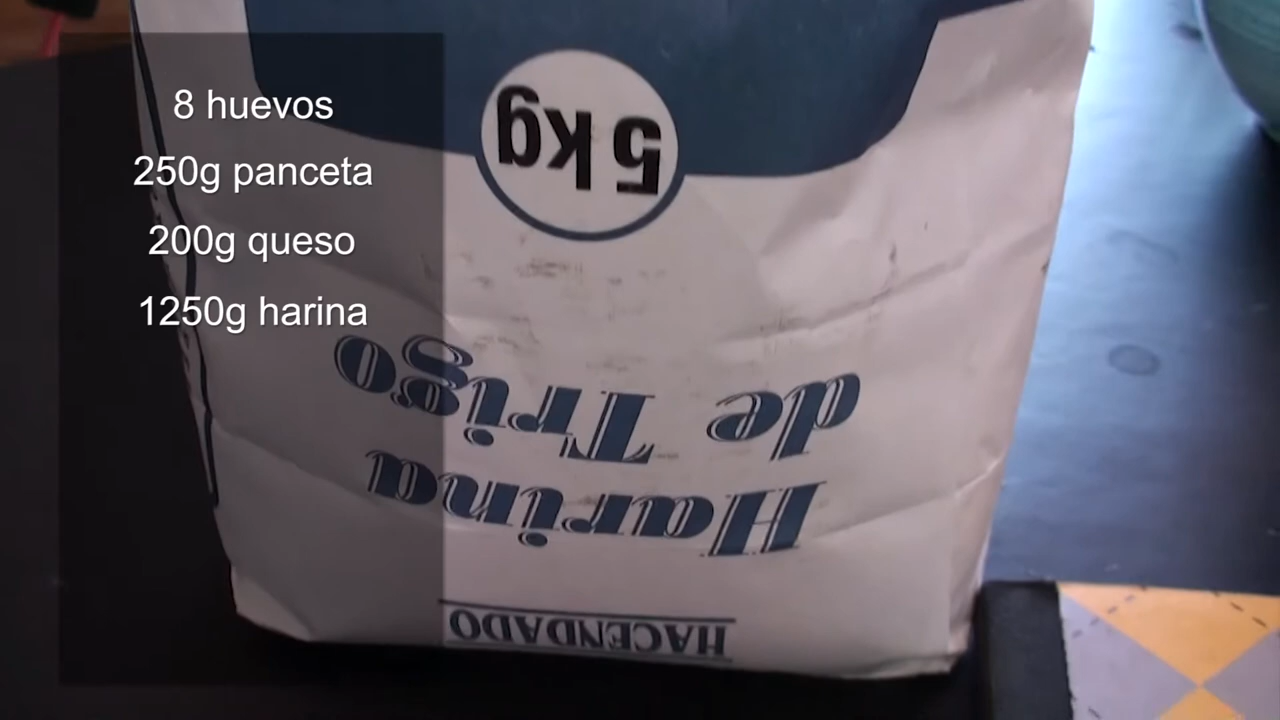 8 huevos
250g panceta
200g queso
1250g harina
HACENDADO
Harina
de Trigo
5 kg